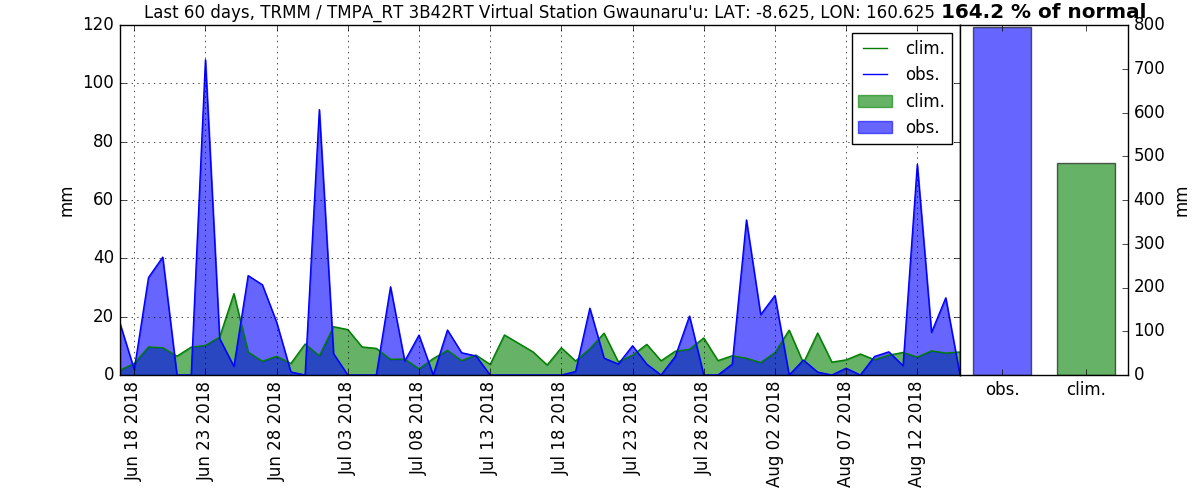 Last 60 days, TRMM / TMPA_RT 3B42RT Virtual Station Gwaunaru'u: LAT: -8.625, LON: 160.625 164.2 % of normal
120
100
80
60
40
20
0
mm
clim.
obs.
clim.
obs.
800
700
600
500
400
300
200
100
0
mm
Jun 18 2018
Jun 23 2018
Jun 28 2018
Jul 03 2018
Jul 08 2018
Jul 13 2018
Jul 18 2018
Jul 23 2018
Jul 28 2018
Aug 02 2018
Aug 07 2018
Aug 12 2018
obs.
clim.